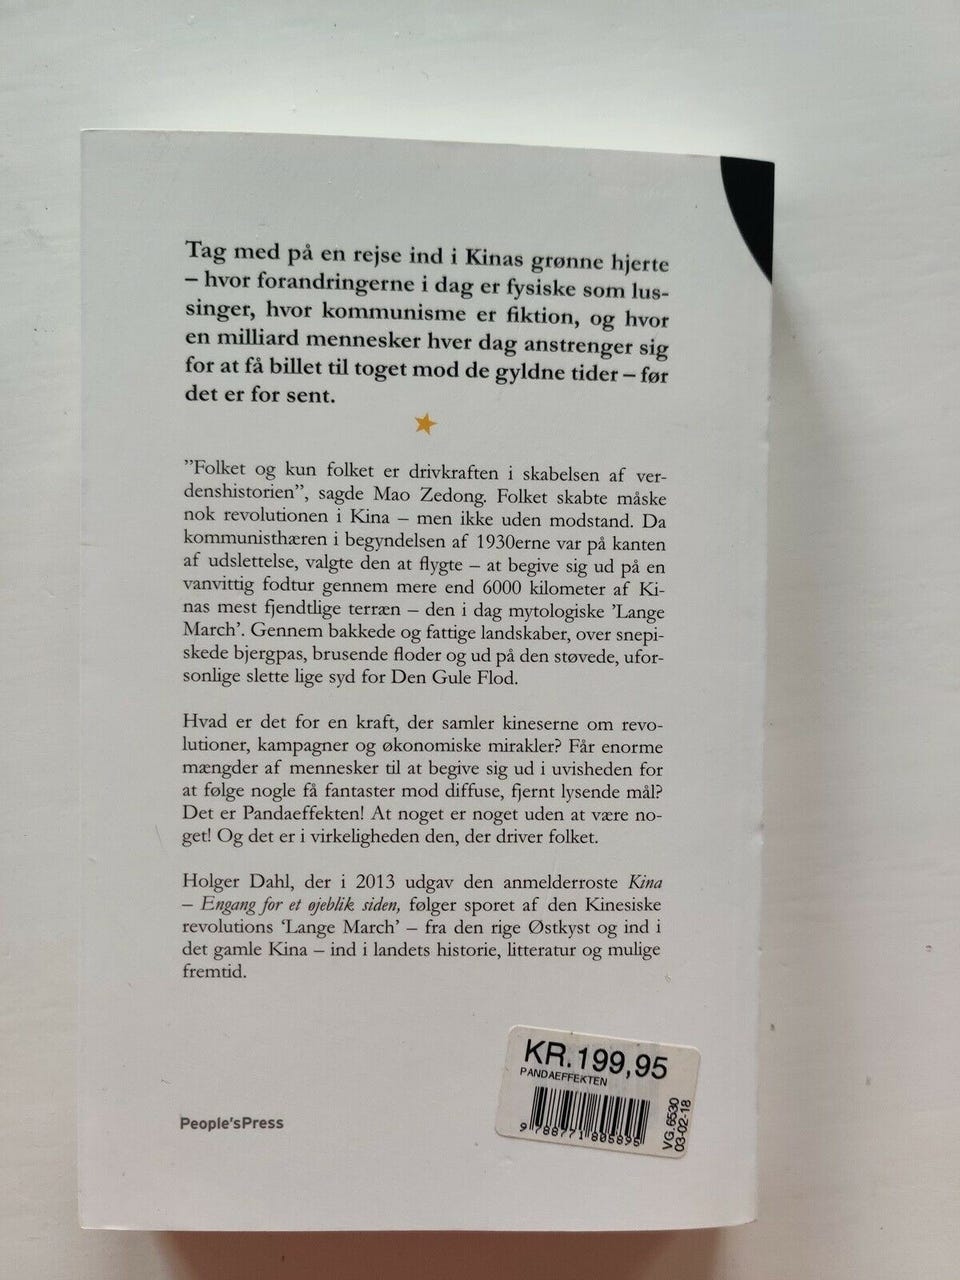 Tag med på en rejse ind i Kinas grønne hjerte
– hvor forandringerne i dag er fysiske som lus-
singer, hvor kommunisme er fiktion, og hvor
en milliard mennesker hver dag anstrenger sig
for at få billet til toget mod de gyldne tider – før
det er for sent.
”Folket og kun folket er drivkraften i skabelsen af ver-
denshistorien”, sagde Mao Zedong. Folket skabte måske
nok revolutionen i Kina – men ikke uden modstand. Da
kommunisthæren i begyndelsen af 1930erne var på kanten
af udslettelse, valgte den at flygte – at begive sig ud på en
vanvittig fodtur gennem mere end 6000 kilometer af Ki-
nas mest fjendtlige terræn – den i dag mytologiske ’Lange
March’. Gennem bakkede og fattige landskaber, over snepi-
skede bjergpas, brusende floder og ud på den støvede, ufor-
sonlige slette lige syd for Den Gule Flod.
Hvad er det for en kraft, der samler kineserne om revo-
lutioner, kampagner og økonomiske mirakler? Får enorme
mængder af mennesker til at begive sig ud i uvisheden for
at følge nogle få fantaster mod diffuse, fjernt lysende mål?
Det er Pandaeffekten! At noget er noget uden at være no-
get! Og det er i virkeligheden den, der driver folket.
Holger Dahl, der i 2013 udgav den anmelderroste Kina
– Engang for et øjeblik siden, følger sporet af den Kinesiske
revolutions ‘Lange March’ – fra den rige Østkyst og ind i
det gamle Kina – ind i landets historie, litteratur og mulige
fremtid.
KR.199,95
PANDAEFFEKTEN
9 788771 805895
VG.6530
03-02-18
People'sPress